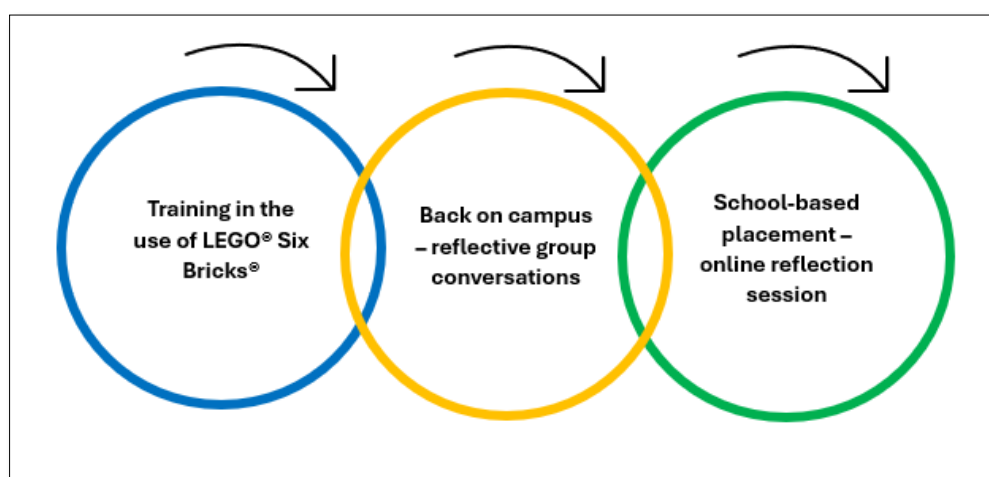 Training in the
use of LEGO® Six
Bricks®
Back on campus
– reflective group
conversations
School-based
placement –
online reflection
session